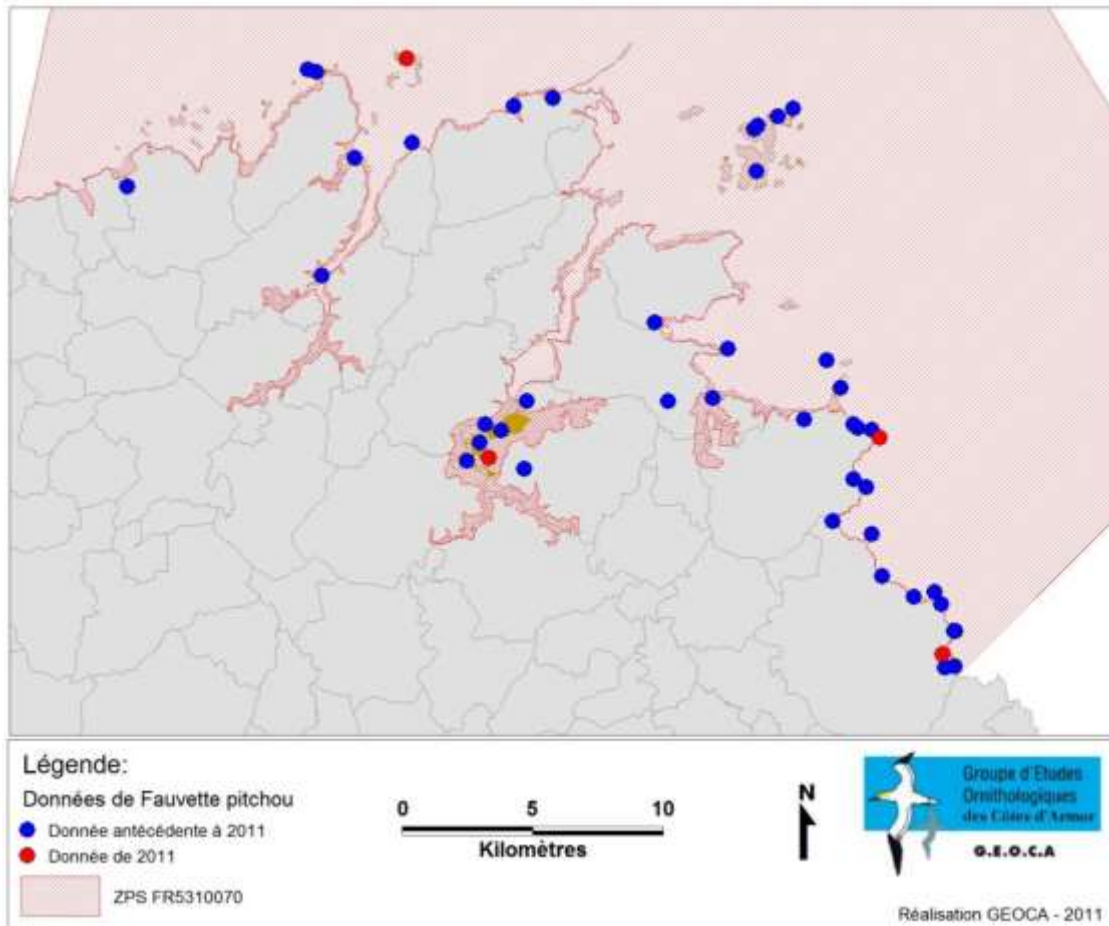 Légende:
Données de Fauvette pitchou
Donnée antécédente à 2011
Donnée de 2011
ZPS FR5310070
0 5 10
Kilomètres
N
Groupe d'Etudes
Ornithologiques
des Côtes d'Armor
G.E.O.C.A
Réalisation GEOCA - 2011